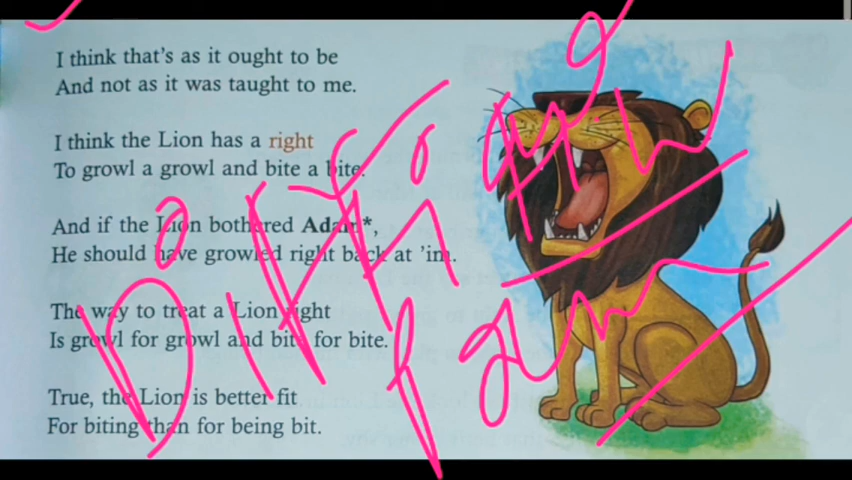 I think that's as it ought to be
And not as it was taught to me.
I think the Lion has a right
To growl a growl and bite a bite.
And if the Lion bothered Adam*,
He should have growled right back at 'im.
The way to treat a Lion right
Is growl for growl and bite for bite.
True, the Lion is better fit
For biting than for being bit.